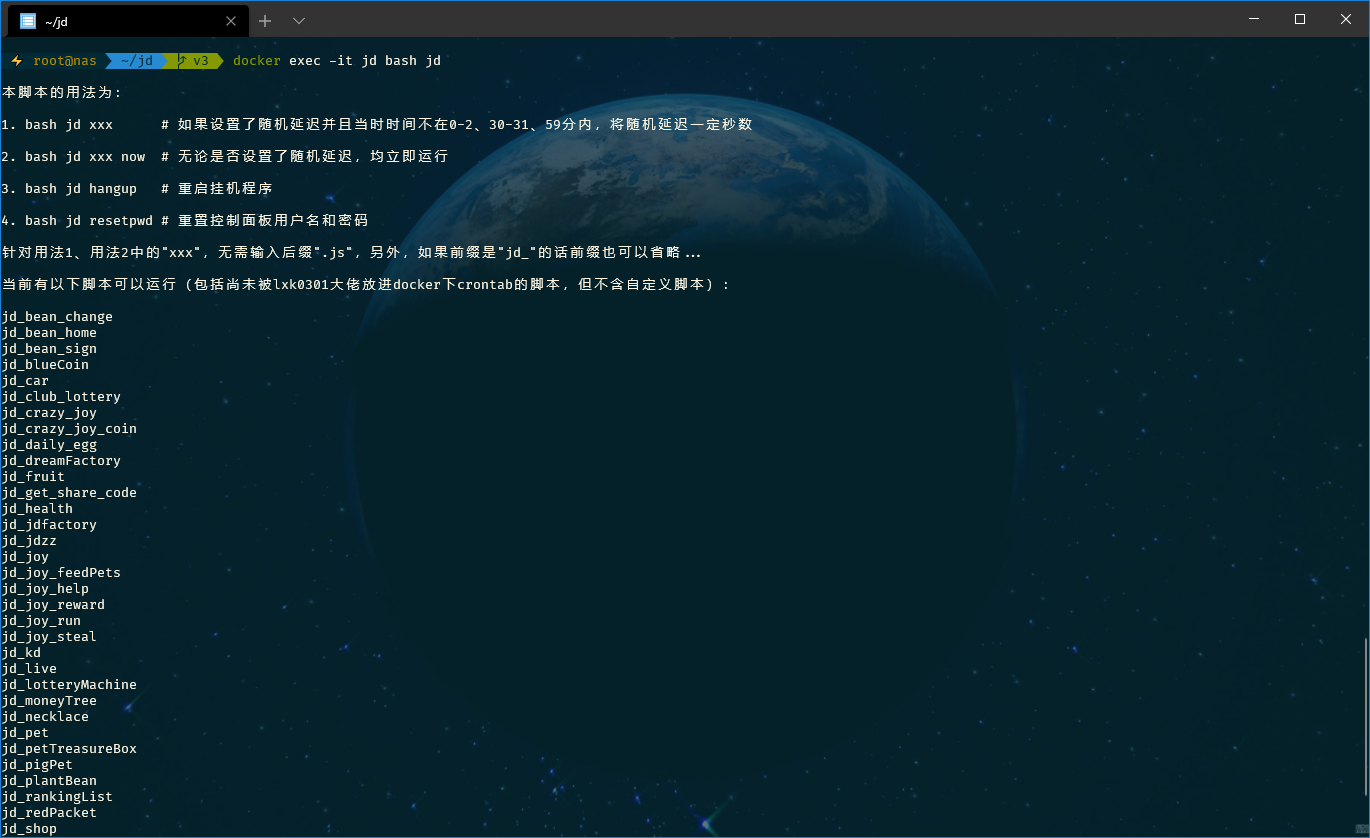 ~/jd
root@nas ~/jd v3 docker exec -it jd bash jd
本脚本的用法为：
1. bash jd xxx      # 如果设置了随机延迟并且当时时间不在0-2、30-31、59分内，将随机延迟一定秒数
2. bash jd xxx now  # 无论是否设置了随机延迟，均立即运行
3. bash jd hangup   # 重启挂机程序
4. bash jd resetpwd # 重置控制面板用户名和密码
针对用法1、用法2中的"xxx"，无需输入后缀".js"，另外，如果前缀是"jd_"的话前缀也可以省略...
当前有以下脚本可以运行（包括尚未被lxk0301大佬放进docker下crontab的脚本，但不含自定义脚本）：
jd_bean_change
jd_bean_home
jd_bean_sign
jd_blueCoin
jd_car
jd_club_lottery
jd_crazy_joy
jd_crazy_joy_coin
jd_daily_egg
jd_dreamFactory
jd_fruit
jd_get_share_code
jd_health
jd_jdfactory
jd_jdzz
jd_joy
jd_joy_feedPets
jd_joy_help
jd_joy_reward
jd_joy_run
jd_joy_steal
jd_kd
jd_live
jd_lotteryMachine
jd_moneyTree
jd_necklace
jd_pet
jd_petTreasureBox
jd_pigPet
jd_plantBean
jd_rankingList
jd_redPacket
jd_shop